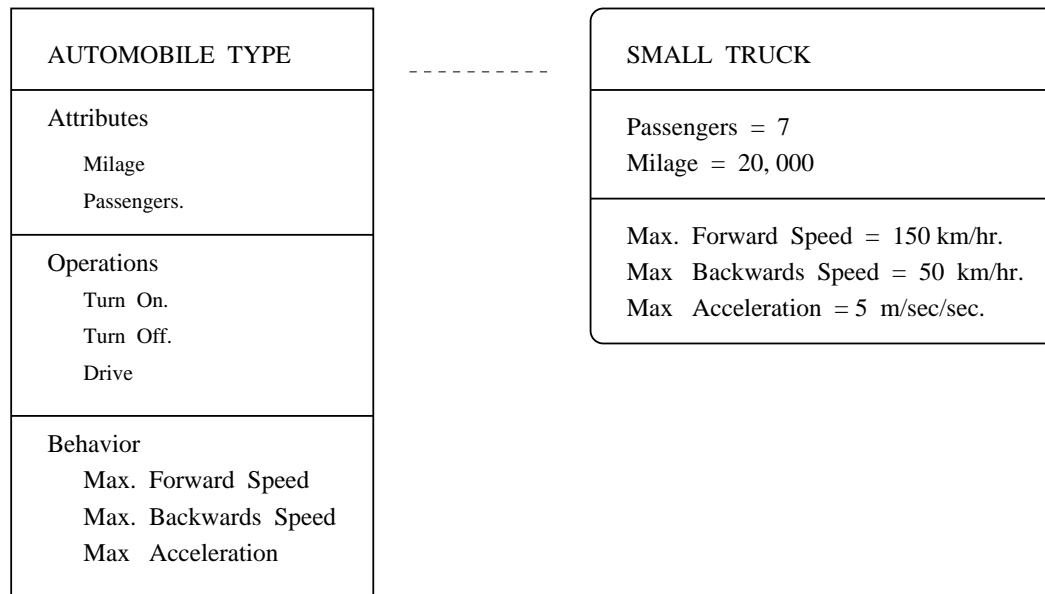 AUTOMOBILE TYPE
Attributes
Milage
Passengers.
Operations
Turn On.
Turn Off.
Drive
Behavior
Max. Forward Speed
Max. Backwards Speed
Max Acceleration
SMALL TRUCK
Passengers = 7
Milage = 20, 000
Max. Forward Speed = 150 km/hr.
Max Backwards Speed = 50 km/hr.
Max Acceleration = 5 m/sec/sec.